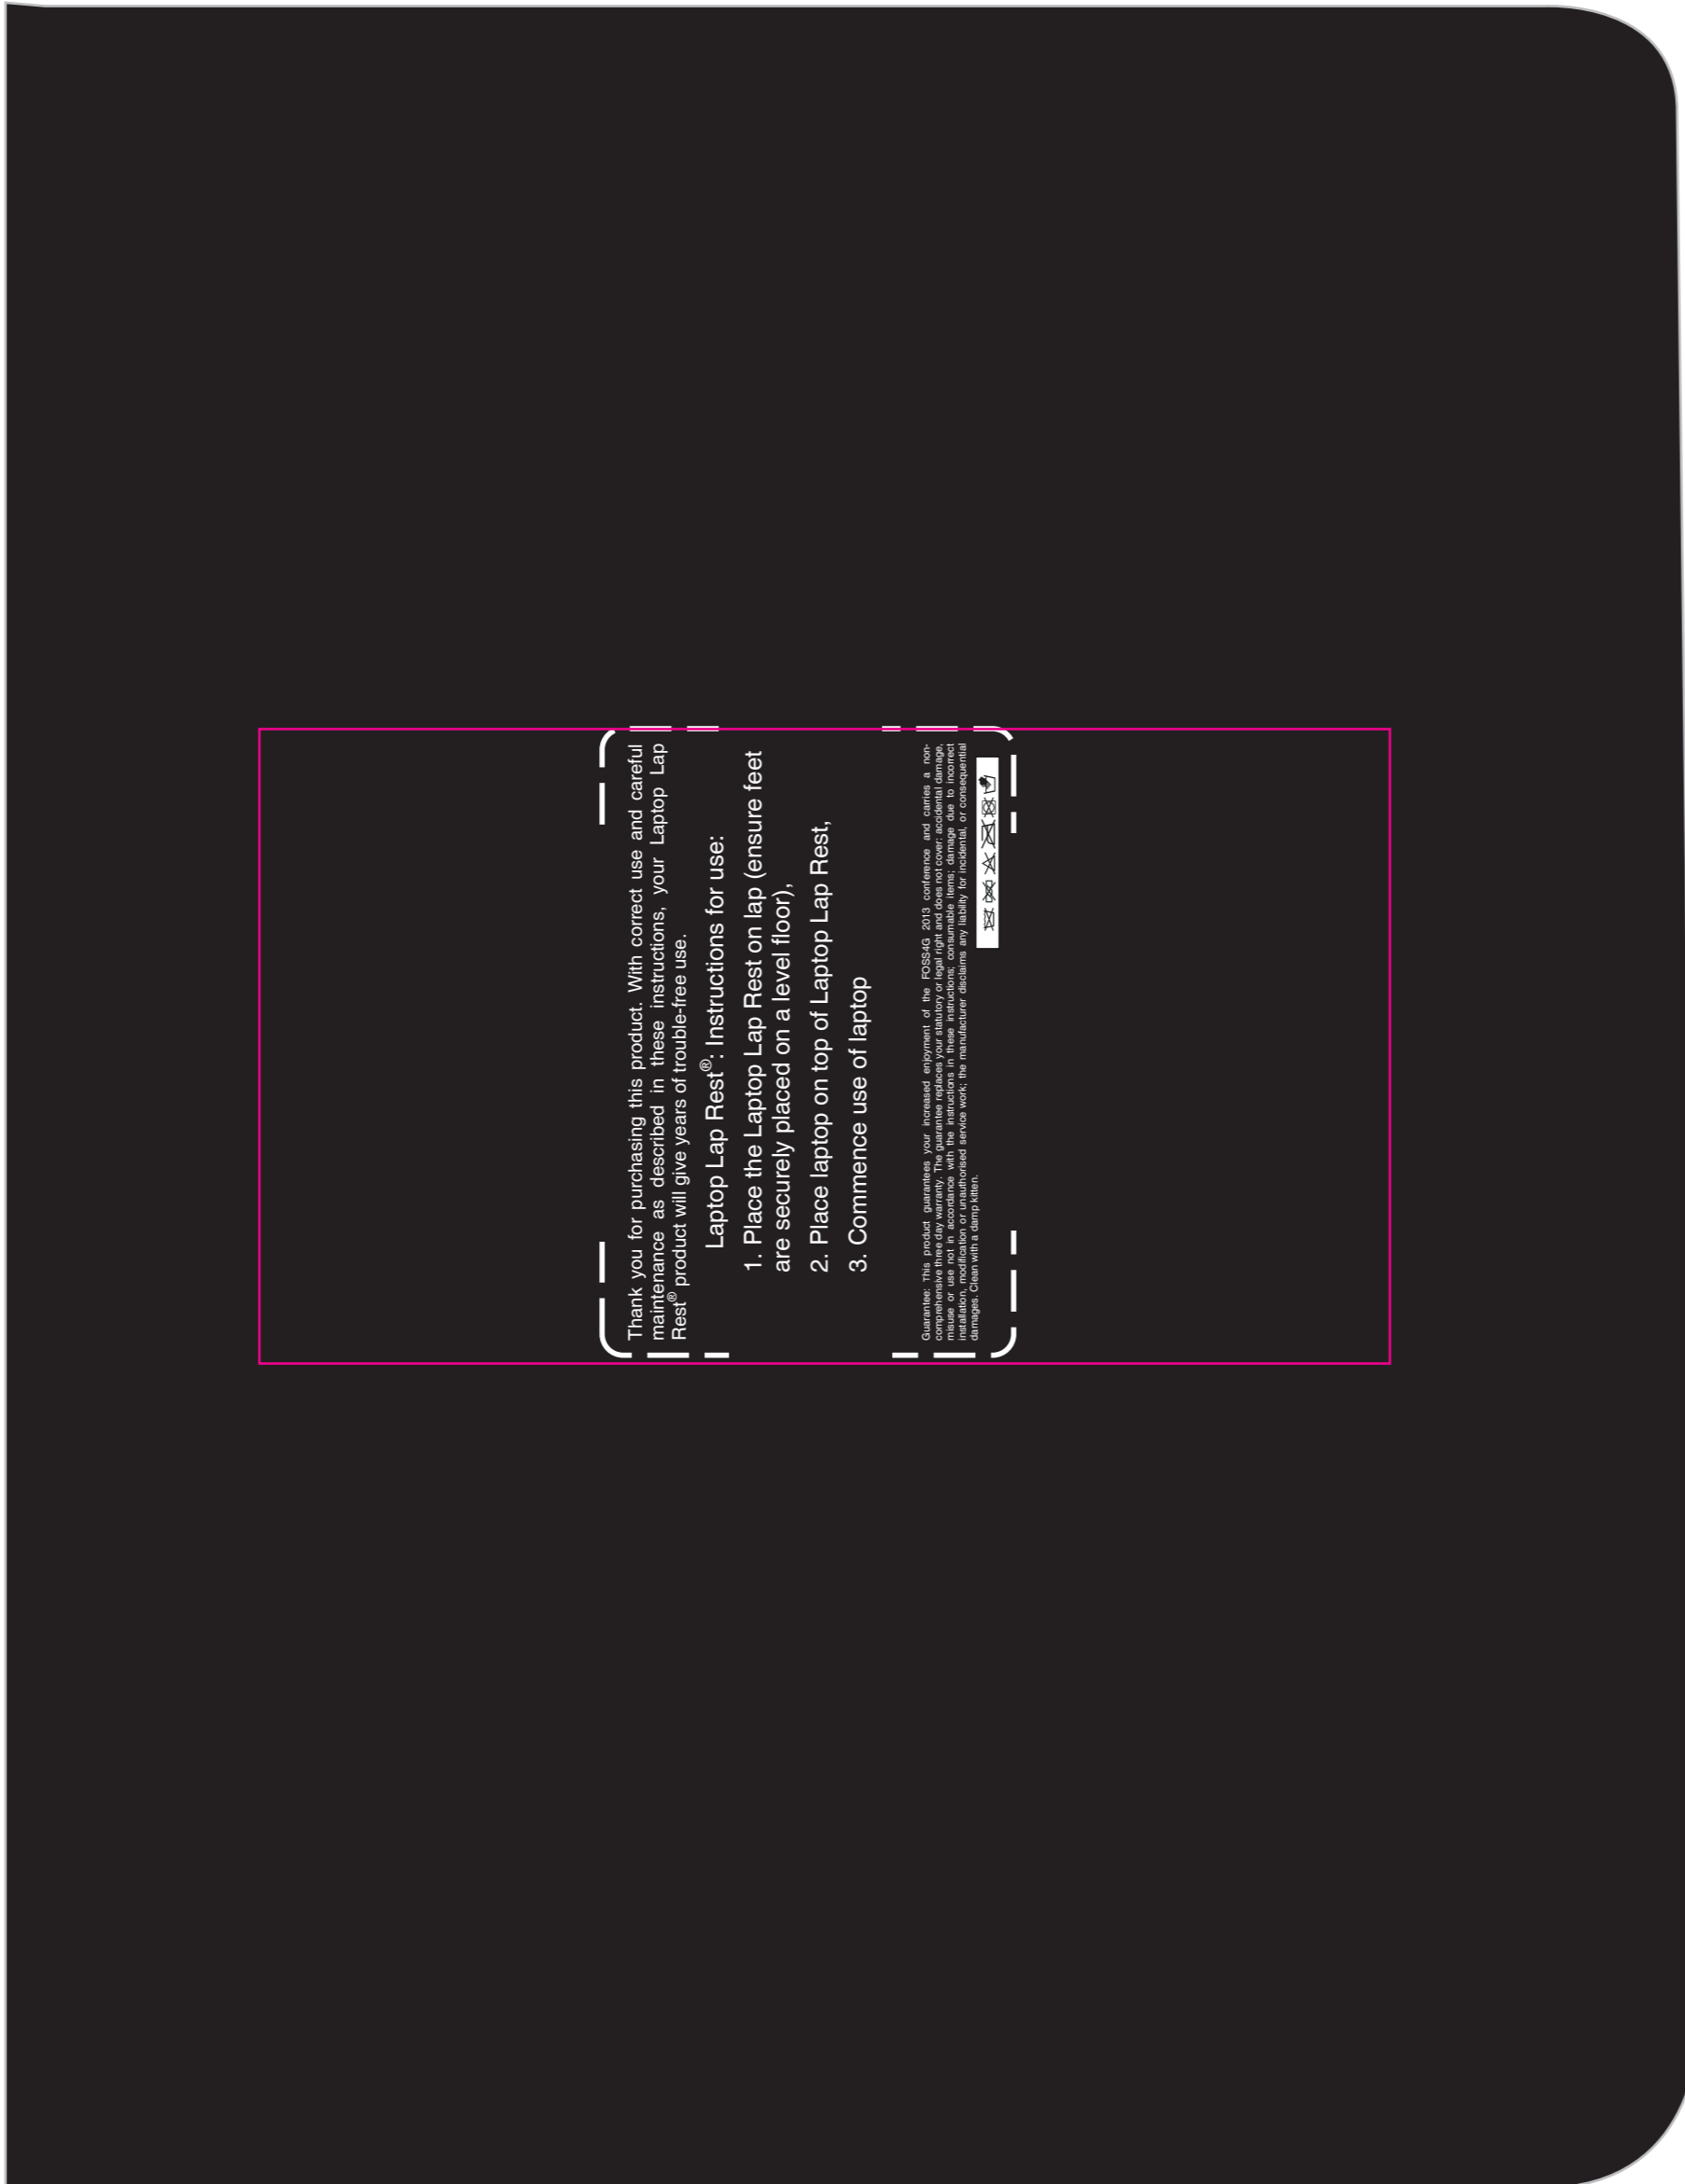 Thank you for purchasing this product. With correct use and careful
maintenance as described in these instructions, your Laptop Lap
Rest® product will give years of trouble-free use.
Laptop Lap Rest®: Instructions for use:
1. Place the Laptop Lap Rest on lap (ensure feet
are securely placed on a level floor),
2. Place laptop on top of Laptop Lap Rest,
3. Commence use of laptop
Guarantee: This product guarantees your increased enjoyment of the FOSS4G 2013 conference and carries a non-
comprehensive three day warranty. The guarantee replaces your statutory or legal right and does not cover: accidental damage,
misuse or use not in accordance with the instructions in these instructions; consumable items; damage due to incorrect
installation, modification or unauthorised service work; the manufacturer disclaims any liability for incidental, or consequential
damages. Clean with a damp kitten.